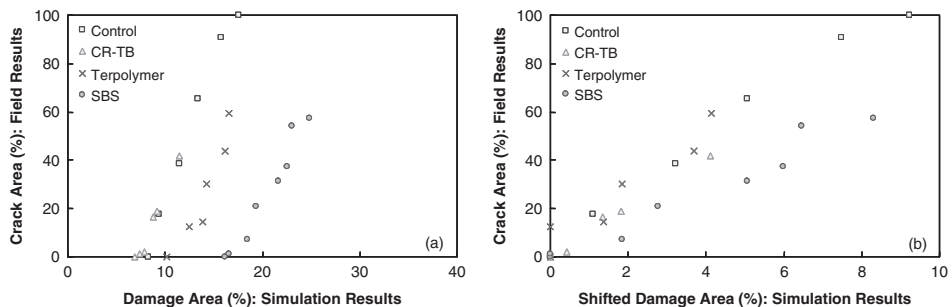 100
80
60
40
20
0
Crack Area (%): Field Results
Control
CR-TB
Terpolymer
SBS
(a)
0
10
20
30
40
Damage Area (%): Simulation Results
100
80
60
40
20
0
Crack Area (%): Field Results
Control
CR-TB
Terpolymer
SBS
(b)
0
2
4
6
8
10
Shifted Damage Area (%): Simulation Results